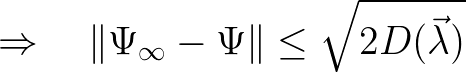 ⇒ ‖Ψ∞ − Ψ‖ ≤ √(2D(λ⃗))